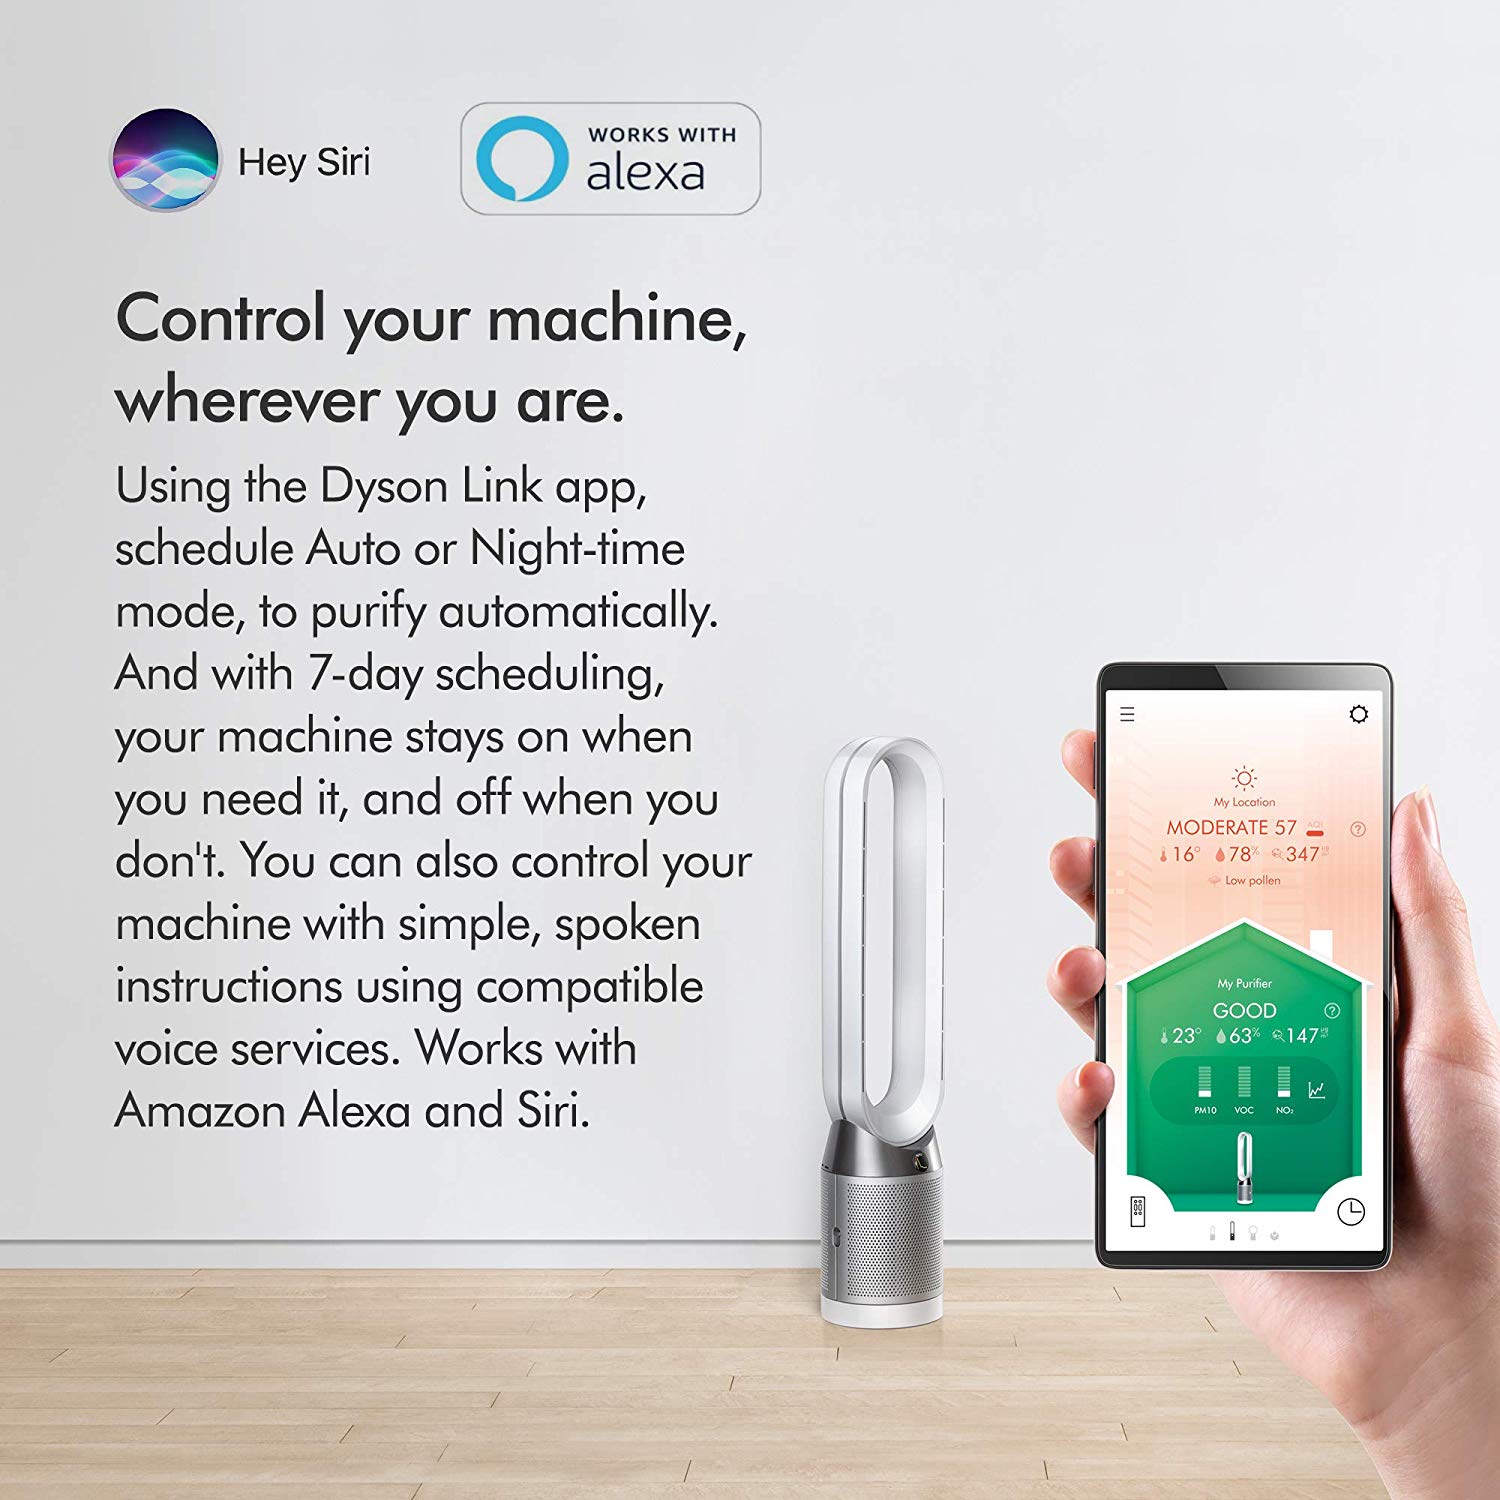 Hey Siri
WORKS WITH
alexa
Control your machine,
wherever you are.
Using the Dyson Link app,
schedule Auto or Night-time
mode, to purify automatically.
And with 7-day scheduling,
your machine stays on when
you need it, and off when you
don't. You can also control your
machine with simple, spoken
instructions using compatible
voice services. Works with
Amazon Alexa and Siri.
My Location
MODERATE 57 AQI
?
16° 78% 347
Low pollen
My Purifier
GOOD
?
23° 63% 147
PM10 VOC NO₂